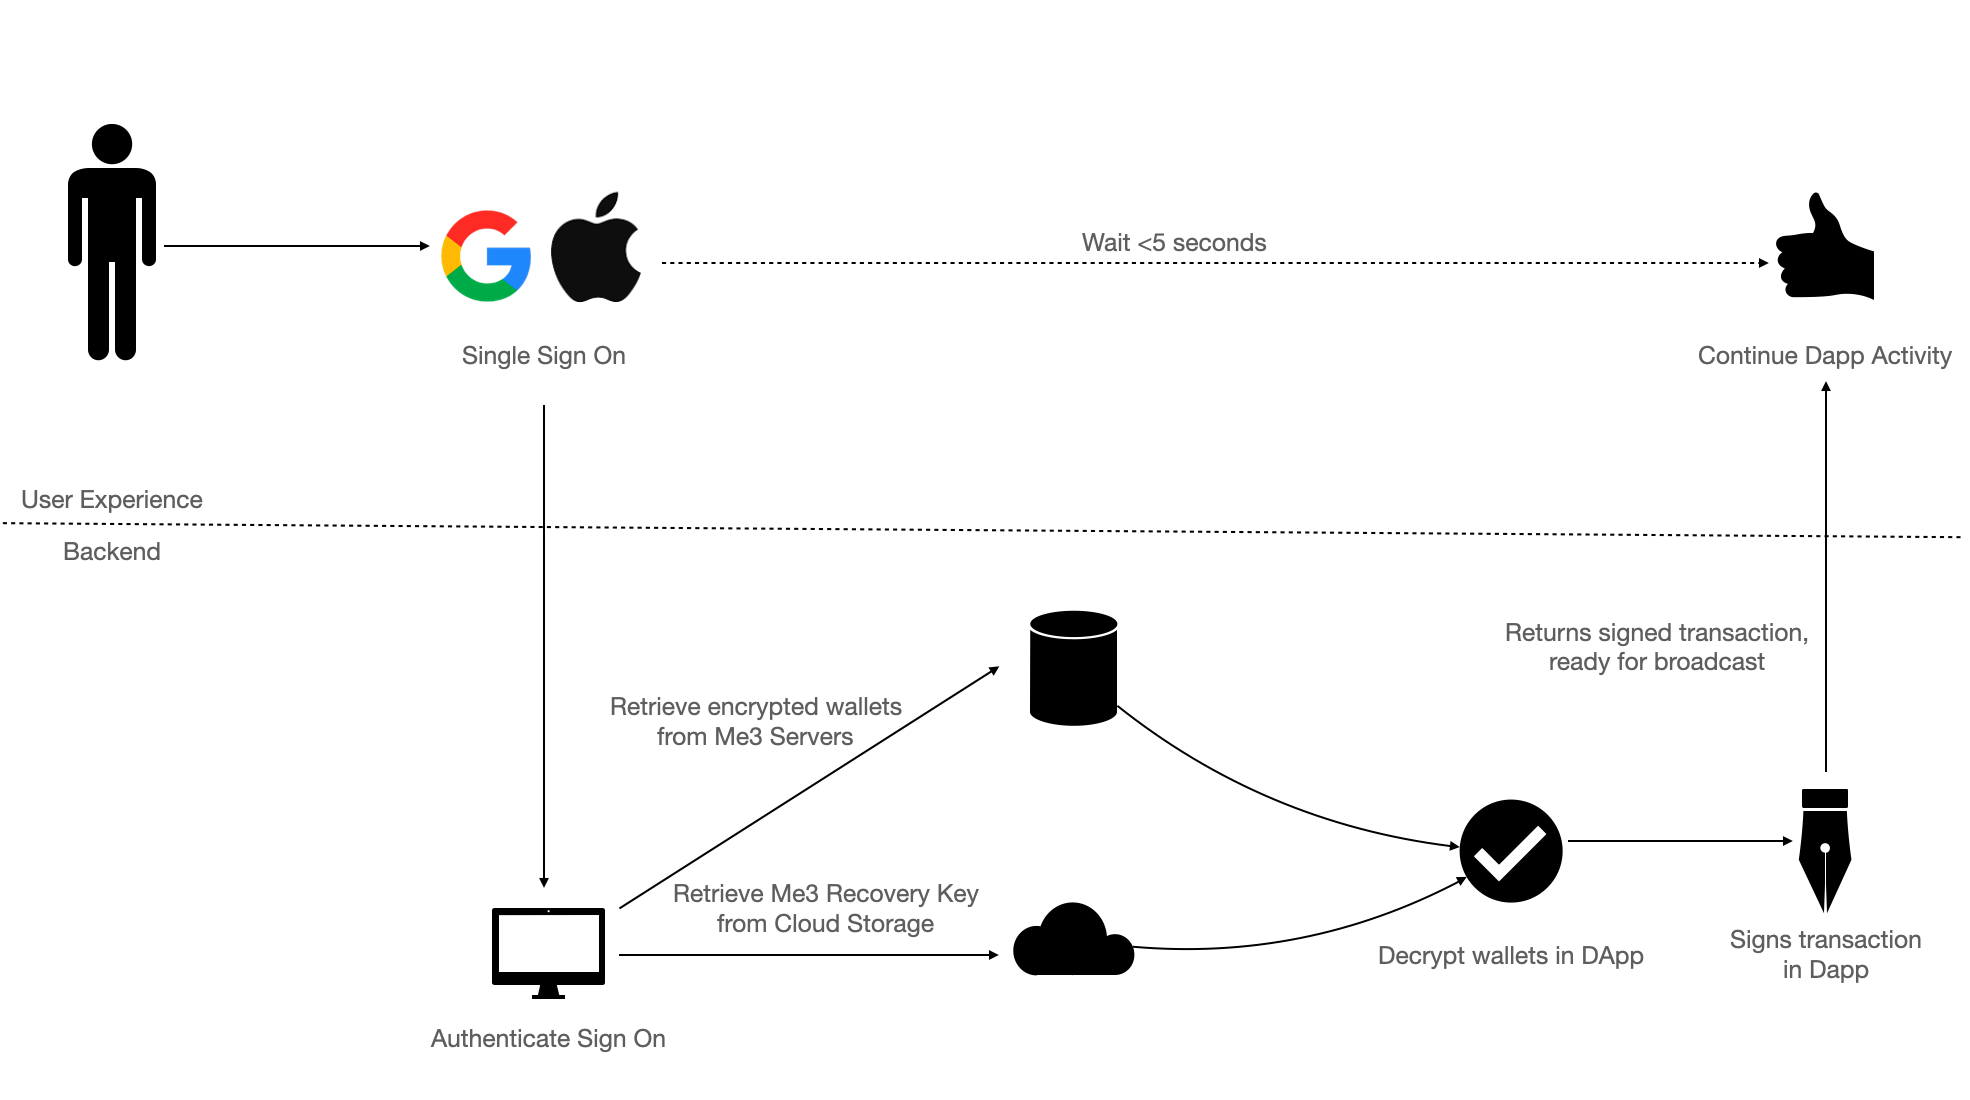 Wait <5 seconds
Single Sign On
Continue Dapp Activity
User Experience
Backend
Returns signed transaction,
ready for broadcast
Retrieve encrypted wallets
from Me3 Servers
Retrieve Me3 Recovery Key
from Cloud Storage
Decrypt wallets in DApp
Signs transaction
in Dapp
Authenticate Sign On